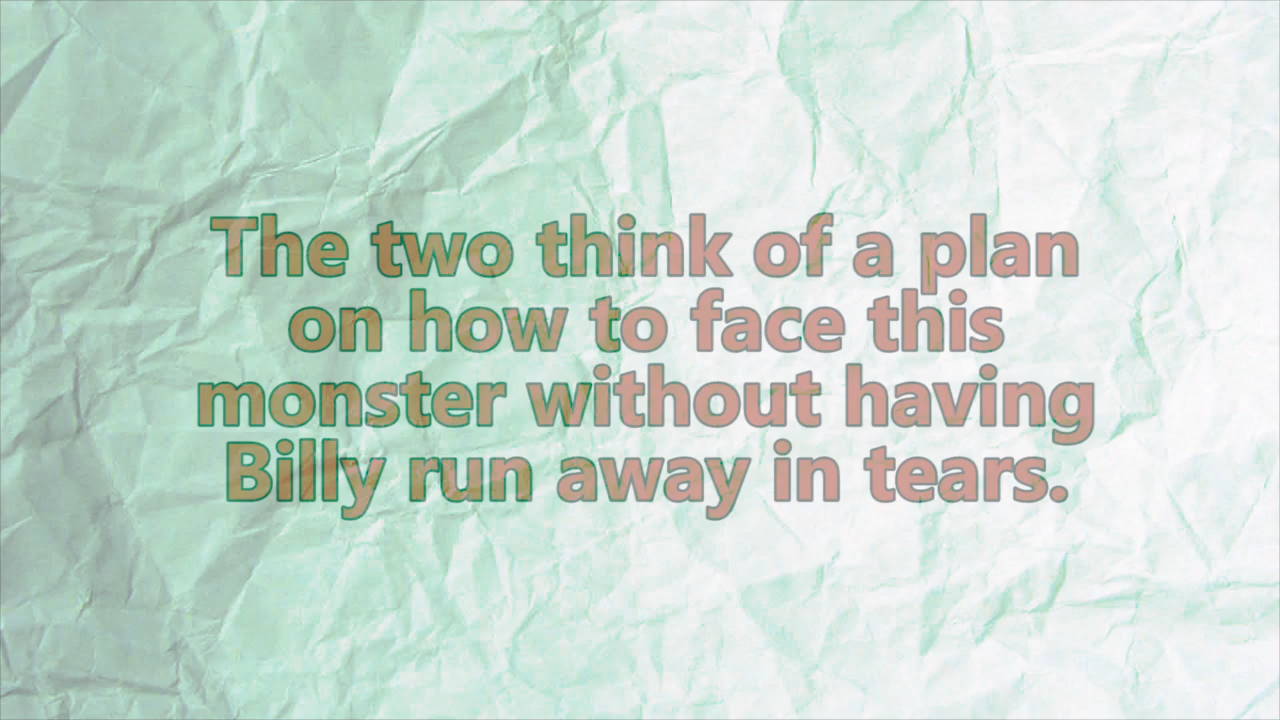 The two think of a plan
on how to face this
monster without having
Billy run away in tears.